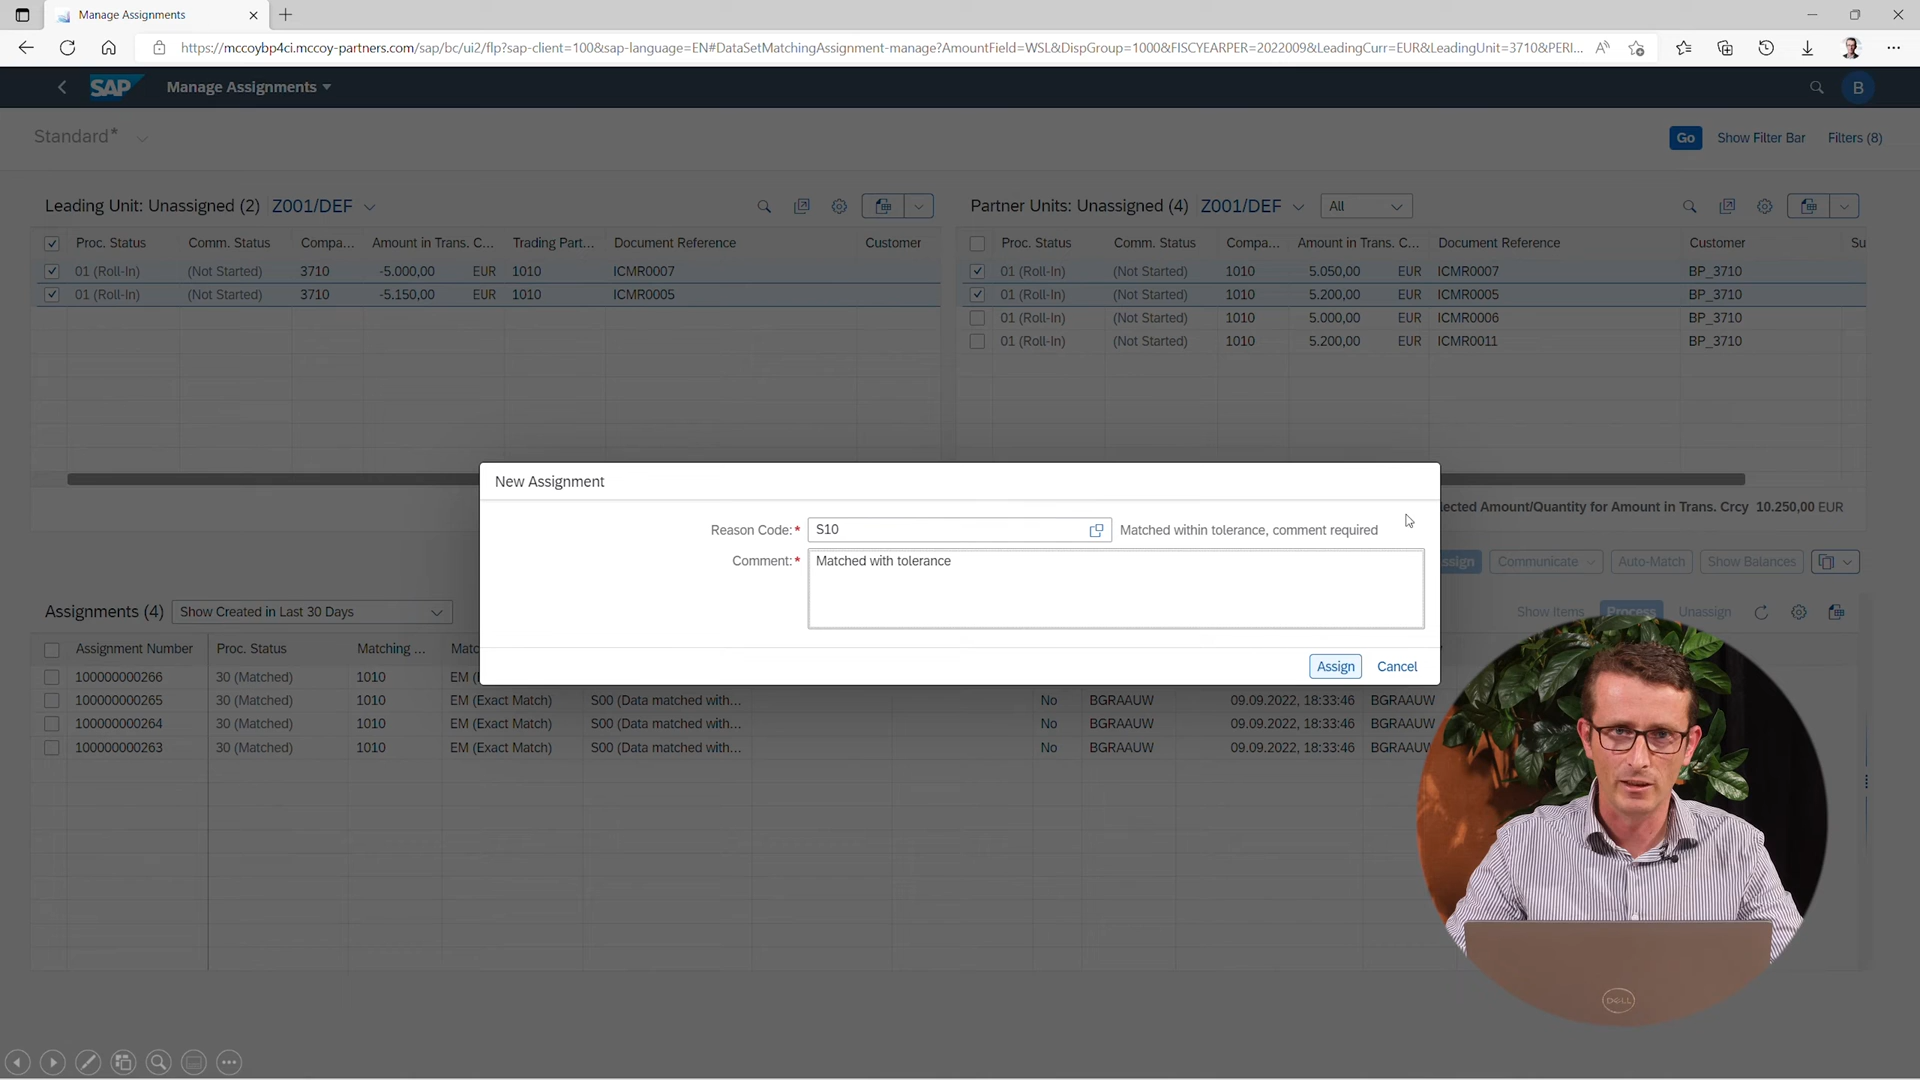 Manage Assignments
https://mccoybp4ci.mccoy-partners.com/sap/bc/ui2/flp?sap-client=100&sap-language=EN#DataSetMatchingAssignment-manage?AmountField=WSL&DispGroup=1000&FISCYEARPER=2022009&LeadingCurr=EUR&LeadingUnit=3710&PERI...
SAP Manage Assignments B
Standard* Go Show Filter Bar Filters (8)
Leading Unit: Unassigned (2) Z001/DEF
Proc. Status Comm. Status Compa... Amount in Trans. C... Trading Part... Document Reference Customer
01 (Roll-In) (Not Started) 3710 -5.000,00 EUR 1010 ICMR0007
01 (Roll-In) (Not Started) 3710 -5.150,00 EUR 1010 ICMR0005
Partner Units: Unassigned (4) Z001/DEF All
Proc. Status Comm. Status Compa... Amount in Trans. C... Document Reference Customer Su
01 (Roll-In) (Not Started) 1010 5.050,00 EUR ICMR0007 BP_3710
01 (Roll-In) (Not Started) 1010 5.200,00 EUR ICMR0005 BP_3710
01 (Roll-In) (Not Started) 1010 5.000,00 EUR ICMR0006 BP_3710
01 (Roll-In) (Not Started) 1010 5.200,00 EUR ICMR0011 BP_3710
lected Amount/Quantity for Amount in Trans. Crcy 10.250,00 EUR
ssign Communicate Auto-Match Show Balances
New Assignment
Reason Code:* S10 Matched within tolerance, comment required
Comment:* Matched with tolerance
Assign Cancel
Assignments (4) Show Created in Last 30 Days Show Items Process Unassign
Assignment Number Proc. Status Matching ... Matc
100000000266 30 (Matched) 1010 EM (E
100000000265 30 (Matched) 1010 EM (Exact Match) S00 (Data matched with... No BGRAAUW 09.09.2022, 18:33:46 BGRAAUW
100000000264 30 (Matched) 1010 EM (Exact Match) S00 (Data matched with... No BGRAAUW 09.09.2022, 18:33:46 BGRAAUW
100000000263 30 (Matched) 1010 EM (Exact Match) S00 (Data matched with... No BGRAAUW 09.09.2022, 18:33:46 BGRAAUW
DELL